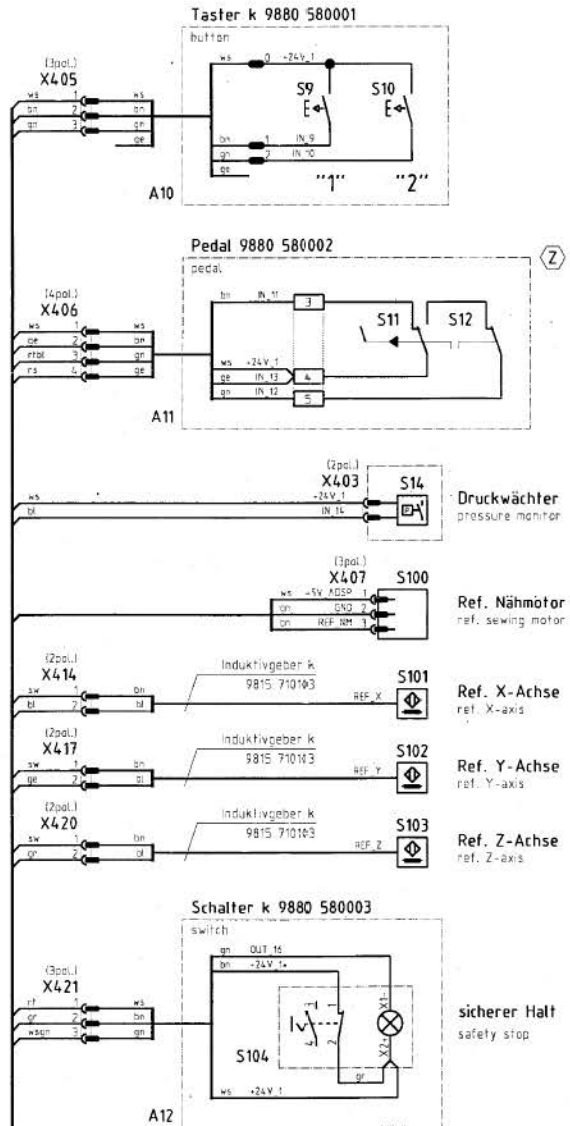 Taster k 9880 580001
button
(3pol.)
X405
ws 1 ws
bn 2 bn
gn 3 gn
ge
ws 0 +24V_1
S9 S10
bn 1 IN_9
gn 2 IN_10
ge
"1" "2"
A10
Pedal 9880 580002
pedal
Z
(4pol.)
X406
ws 1 ws
ge 2 bn
rtbl 3 gn
rs 4 ge
bn IN_11 3
S11 S12
ws +24V_1
ge IN_13 4
gn IN_12 5
A11
(2pol.)
X403 S14
ws +24V_1
bl IN_14
P
Druckwächter
pressure monitor
(3pol.)
X407 S100
ws +5V_ADSP 1
gn GND 2
bn REF_NM 3
Ref. Nähmotor
ref. sewing motor
(2pol.)
X414
sw 1 bn
bl 2 bl
Induktivgeber k
9815 710103
REF_X
S101
Ref. X-Achse
ref. X-axis
(2pol.)
X417
sw 1 bn
ge 2 bl
Induktivgeber k
9815 710103
REF_Y
S102
Ref. Y-Achse
ref. Y-axis
(2pol.)
X420
sw 1 bn
gr 2 bl
Induktivgeber k
9815 710103
REF_Z
S103
Ref. Z-Achse
ref. Z-axis
Schalter k 9880 580003
switch
(3pol.)
X421
rt 1 ws
gr 2 bn
wsgn 3 gn
gn OUT_16
bn +24V_1*
3 1 X1-
4 2 X2+
S104
gr
ws +24V_1
sicherer Halt
safety stop
A12